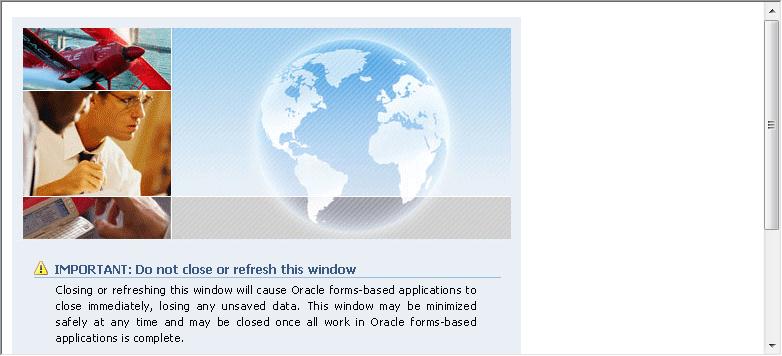 IMPORTANT: Do not close or refresh this window
Closing or refreshing this window will cause Oracle forms-based applications to
close immediately, losing any unsaved data. This window may be minimized
safely at any time and may be closed once all work in Oracle forms-based
applications is complete.